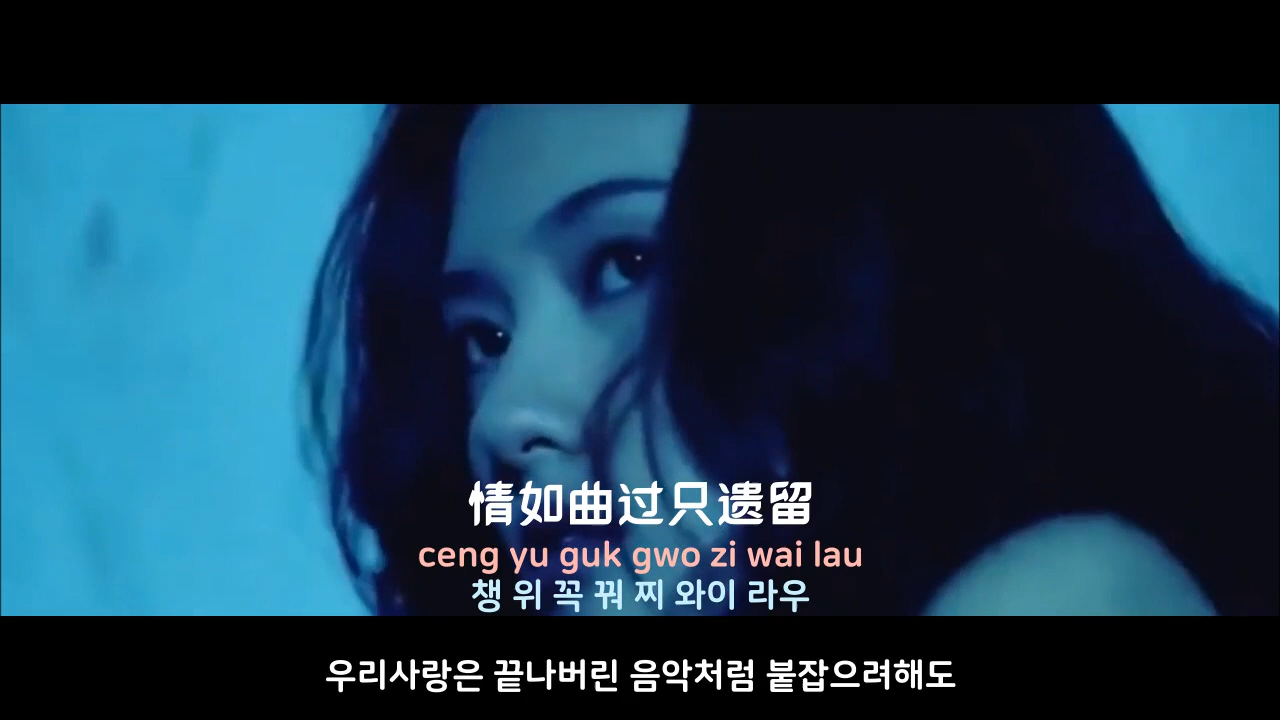 情如曲过只遗留
ceng yu guk gwo zi wai lau
챙 위 꼭 꿔 찌 와이 라우
우리사랑은 끝나버린 음악처럼 붙잡으려해도